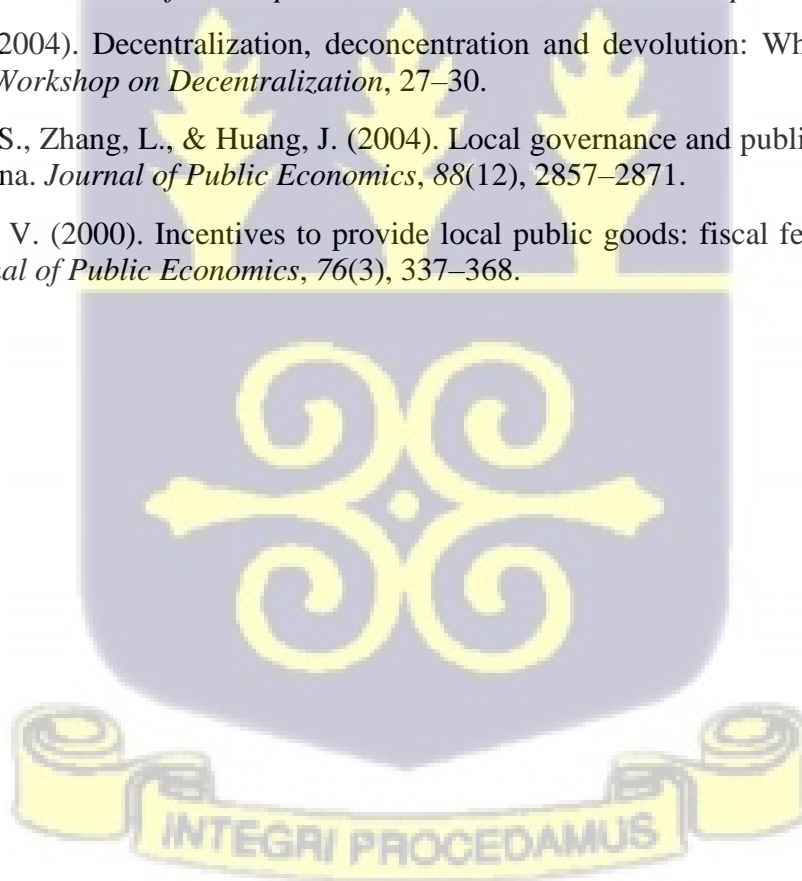 2004). Decentralization, deconcentration and devolution: Wh
Workshop on Decentralization, 27–30.
S., Zhang, L., & Huang, J. (2004). Local governance and public
na. Journal of Public Economics, 88(12), 2857–2871.
V. (2000). Incentives to provide local public goods: fiscal fe
al of Public Economics, 76(3), 337–368.
INTEGRI PROCEDAMUS